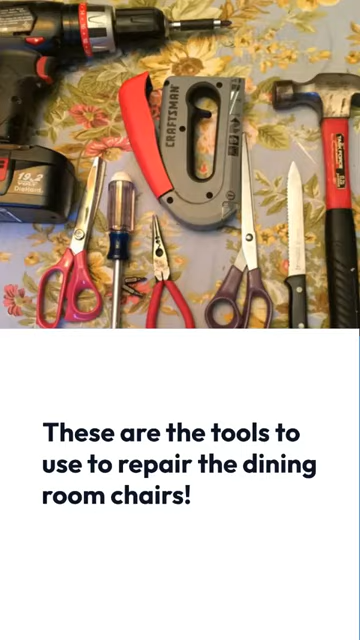 CRAFTSMAN
19.2
These are the tools to
use to repair the dining
room chairs!